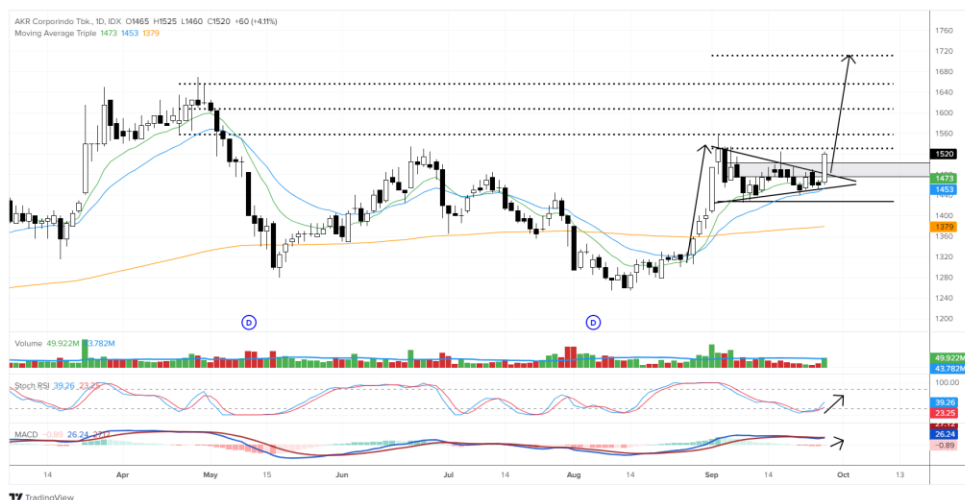 AKR Corporindo Tbk., 1D, IDX O1465 H1525 L1460 C1520 +60 (+4.11%)
Moving Average Triple 1473 1453 1379
1760
1720
1680
1640
1600
1560
1520
1473
1453
1400
1379
1360
1320
1280
1240
1200
D D
Volume 49.922M
49.922M
43.782M
Stoch RSI 39.26 23.25
100.00
39.26
23.25
MACD -0.89 26.24
26.24
-0.89
14 Apr 14 May 15 Jun Jul 14 Aug 14 Sep 14 Oct 13
TradingView